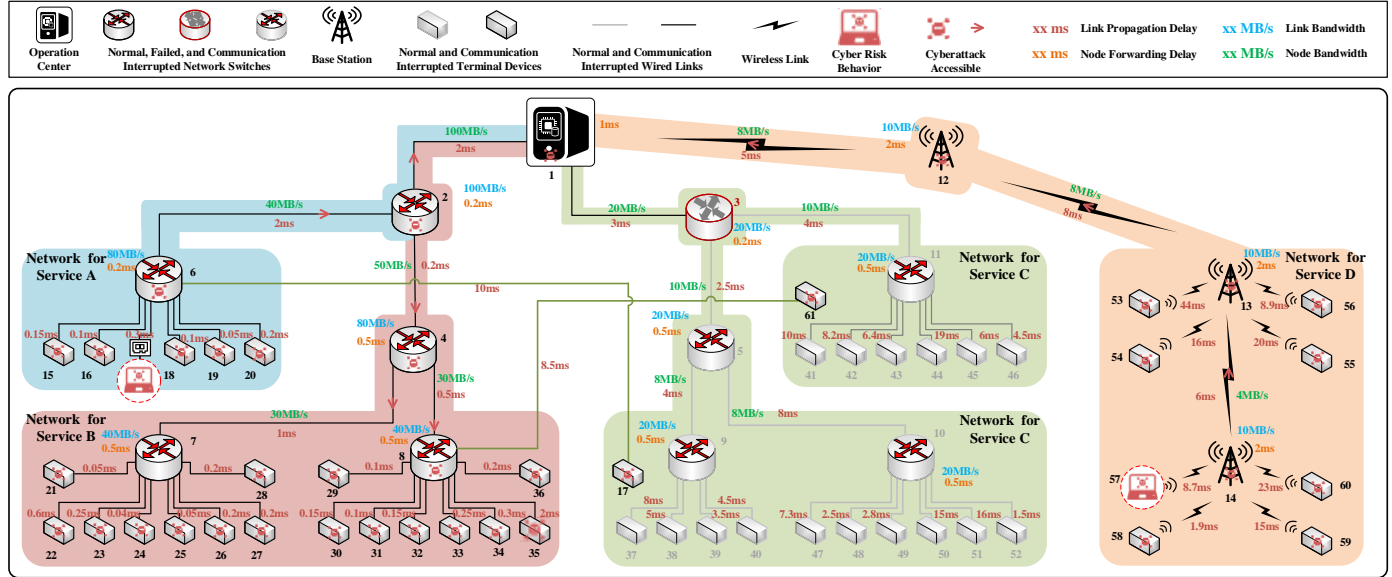 Operation
Center
Normal, Failed, and Communication
Interrupted Network Switches
Base Station
Normal and Communication
Interrupted Terminal Devices
Normal and Communication
Interrupted Wired Links
Wireless Link
Cyber Risk
Behavior
Cyberattack
Accessible
xx ms Link Propagation Delay
xx ms Node Forwarding Delay
xx MB/s Link Bandwidth
xx MB/s Node Bandwidth
100MB/s
2ms
1ms
1
8MB/s
5ms
10MB/s
2ms
12
8MB/s
8ms
40MB/s
2ms
2
100MB/s
0.2ms
20MB/s
3ms
3
20MB/s
0.2ms
10MB/s
4ms
Network for
Service A
80MB/s
0.2ms
6
0.15ms
0.1ms
0.3ms
0.1ms
0.05ms
0.2ms
15
16
18
19
20
50MB/s
0.2ms
10ms
80MB/s
0.5ms
4
30MB/s
0.5ms
8.5ms
30MB/s
1ms
Network for
Service B
40MB/s
0.5ms
7
0.05ms
0.2ms
21
28
0.6ms
0.25ms
0.04ms
0.05ms
0.2ms
0.2ms
22
23
24
25
26
27
40MB/s
0.5ms
8
0.1ms
0.2ms
29
36
0.15ms
0.1ms
0.15ms
0.25ms
0.3ms
2ms
30
31
32
33
34
35
17
10MB/s
2.5ms
20MB/s
0.5ms
5
8MB/s
4ms
8MB/s
8ms
20MB/s
0.5ms
11
Network for
Service C
61
10ms
8.2ms
6.4ms
19ms
6ms
4.5ms
41
42
43
44
45
46
Network for
Service C
20MB/s
0.5ms
9
8ms
5ms
4.5ms
3.5ms
37
38
39
40
10
20MB/s
0.5ms
7.3ms
2.5ms
2.8ms
15ms
16ms
1.5ms
47
48
49
50
51
52
Network for
Service D
10MB/s
2ms
13
53
44ms
8.9ms
56
54
16ms
20ms
55
6ms
4MB/s
10MB/s
2ms
14
57
8.7ms
23ms
60
58
1.9ms
15ms
59